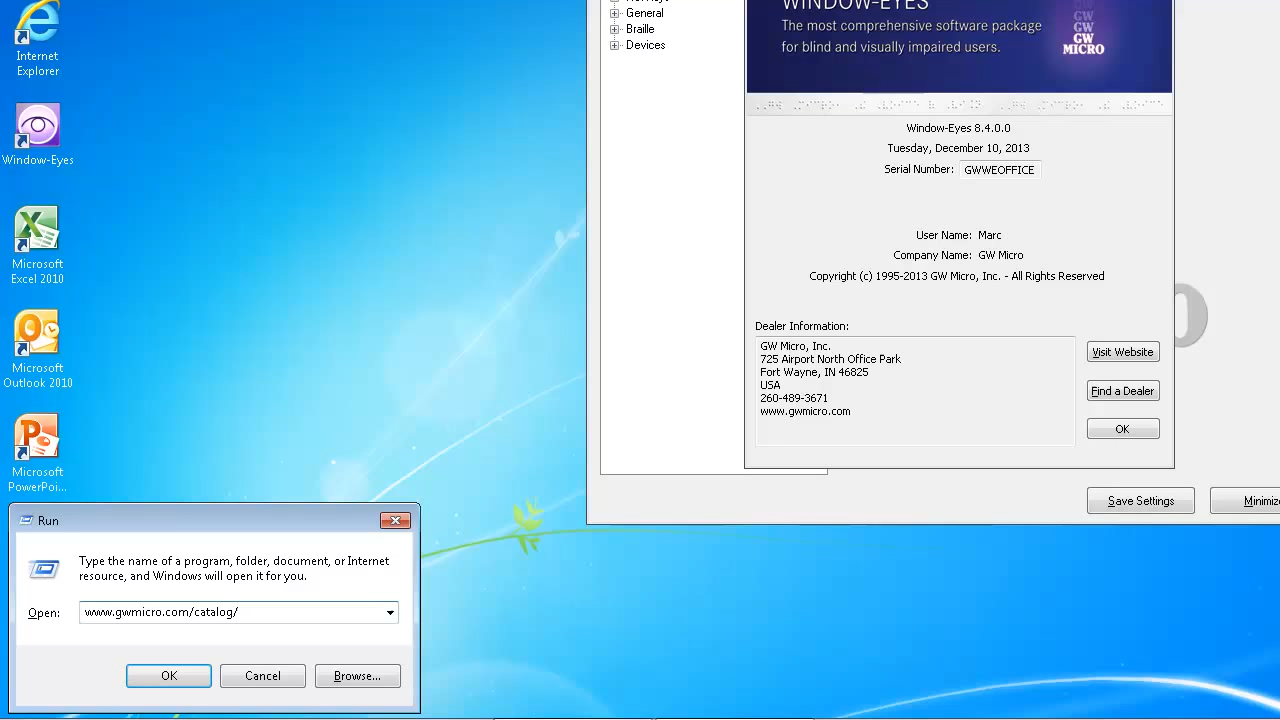 Internet
Explorer
Window-Eyes
Microsoft
Excel 2010
Microsoft
Outlook 2010
Microsoft
PowerPoi...
General
Braille
Devices
WINDOW-EYES
The most comprehensive software package
for blind and visually impaired users.
GW
GW
GW
MICRO
Window-Eyes 8.4.0.0
Tuesday, December 10, 2013
Serial Number: GWWEOFFICE
User Name: Marc
Company Name: GW Micro
Copyright (c) 1995-2013 GW Micro, Inc. - All Rights Reserved
Dealer Information:
GW Micro, Inc.
725 Airport North Office Park
Fort Wayne, IN 46825
USA
260-489-3671
www.gwmicro.com
Visit Website
Find a Dealer
OK
Save Settings
Minimize
Run
Type the name of a program, folder, document, or Internet
resource, and Windows will open it for you.
Open: www.gwmicro.com/catalog/
OK
Cancel
Browse...